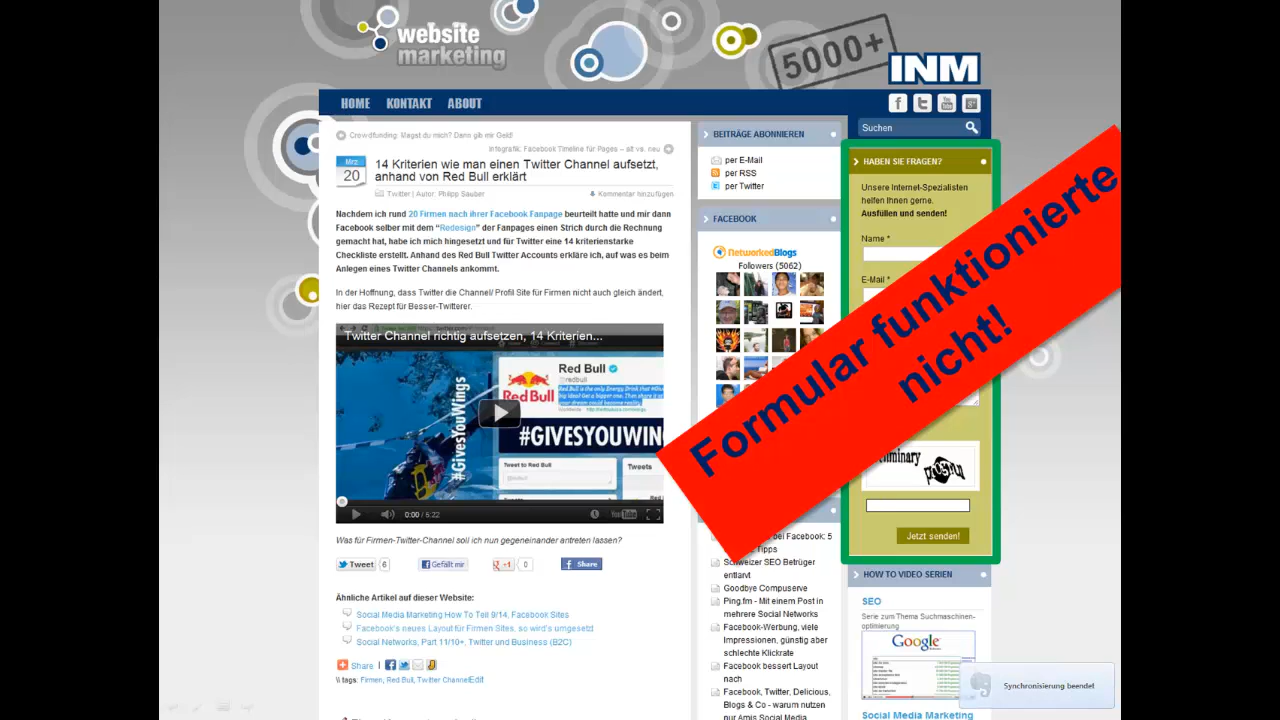 website
marketing
5000+
INM
HOME KONTAKT ABOUT
Suchen
Crowdfunding: Magst du mich? Dann gib mir Geld!
Infografik: Facebook Timeline für Pages – alt vs. neu
Mrz.
20
14 Kriterien wie man einen Twitter Channel aufsetzt,
anhand von Red Bull erklärt
Twitter | Autor: Philipp Sauber
Kommentar hinzufügen
Nachdem ich rund 20 Firmen nach ihrer Facebook Fanpage beurteilt hatte und mir dann
Facebook selber mit dem “Redesign” der Fanpages einen Strich durch die Rechnung
gemacht hat, habe ich mich hingesetzt und für Twitter eine 14 kriterienstarke
Checkliste erstellt. Anhand des Red Bull Twitter Accounts erkläre ich, auf was es beim
Anlegen eines Twitter Channels ankommt.
In der Hoffnung, dass Twitter die Channel/ Profil Site für Firmen nicht auch gleich ändert,
hier das Rezept für Besser-Twitterer.
Twitter Channel richtig aufsetzen, 14 Kriterien...
Red Bull
@redbull
RedBull
#GIVESYOUWIN
#GivesYouWings
Tweet to Red Bull
@redbull
Tweets
0:00 / 5:22
YouTube
Was für Firmen-Twitter-Channel soll ich nun gegeneinander antreten lassen?
Tweet 6
Gefällt mir
+1 0
Share
Ähnliche Artikel auf dieser Website:
Social Media Marketing How To Teil 9/14, Facebook Sites
Facebook's neues Layout für Firmen Sites, so wird's umgesetzt
Social Networks, Part 11/10+, Twitter und Business (B2C)
Share |
\\ tags: Firmen, Red Bull, Twitter ChannelEdit
BEITRÄGE ABONNIEREN
per E-Mail
per RSS
per Twitter
FACEBOOK
NetworkedBlogs
Followers (5062)
bei Facebook: 5
Tipps
Schweizer SEO Betrüger
entlarvt
Goodbye Compuserve
Ping.fm - Mit einem Post in
mehrere Social Networks
Facebook-Werbung, viele
Impressionen, günstig aber
schlechte Klickrate
Facebook bessert Layout
nach
Facebook, Twitter, Delicious,
Blogs & Co - warum nutzen
nur Amis Social Media
HABEN SIE FRAGEN?
Unsere Internet-Spezialisten
helfen Ihnen gerne.
Ausfüllen und senden!
Name *
E-Mail *
Formular funktionierte
nicht!
Jetzt senden!
HOW TO VIDEO SERIEN
SEO
Serie zum Thema Suchmaschinen-
optimierung
Google
Synchronisierung beendet
Social Media Marketing